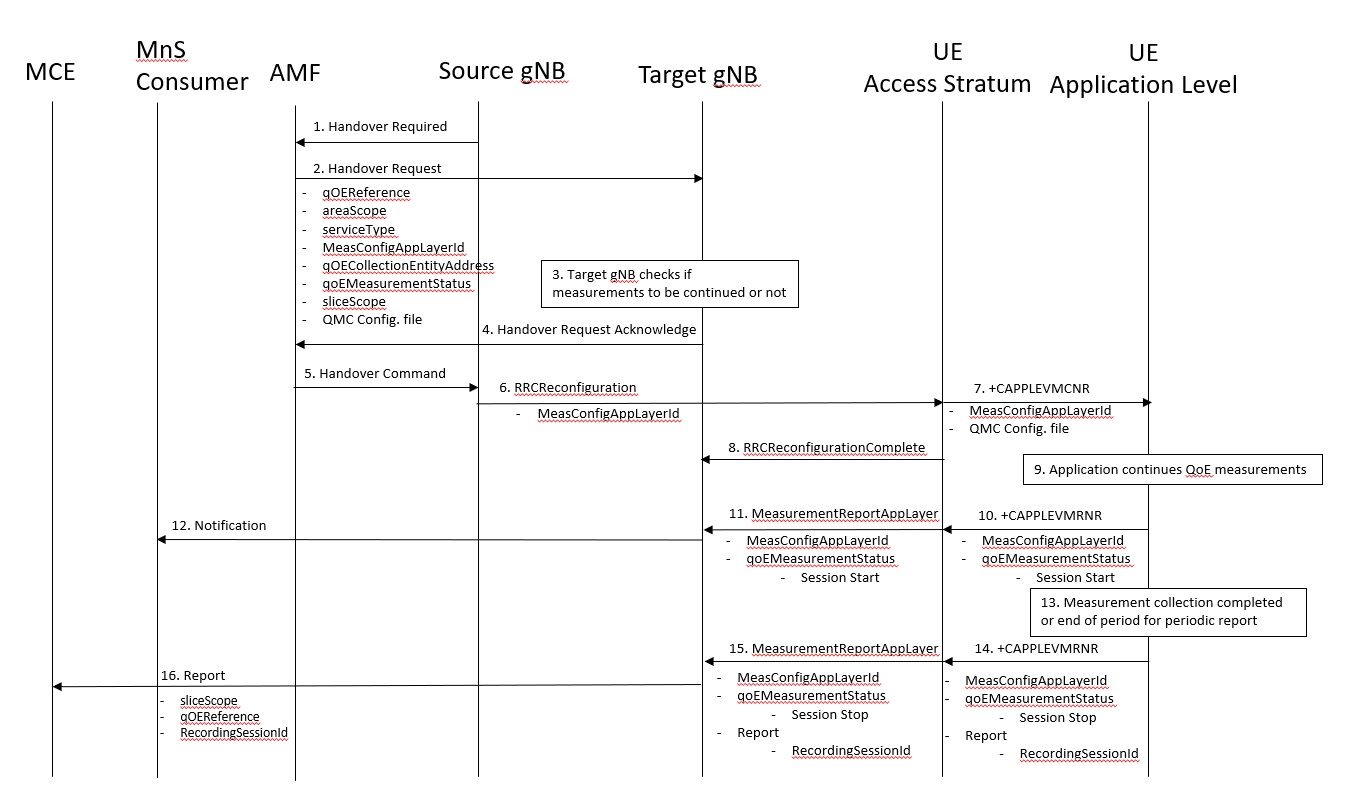 MCE
MnS
Consumer
AMF
Source gNB
Target gNB
UE
Access Stratum
UE
Application Level
1. Handover Required
2. Handover Request
- qOEReference
- areaScope
- serviceType
- MeasConfigAppLayerId
- qOECollectionEntityAddress
- qoEMeasurementStatus
- sliceScope
- QMC Config. file
3. Target gNB checks if
measurements to be continued or not
4. Handover Request Acknowledge
5. Handover Command
6. RRCReconfiguration
- MeasConfigAppLayerId
7. +CAPPLEVMCNR
- MeasConfigAppLayerId
- QMC Config. file
8. RRCReconfigurationComplete
9. Application continues QoE measurements
10. +CAPPLEVMRNR
- MeasConfigAppLayerId
- qoEMeasurementStatus
- Session Start
11. MeasurementReportAppLayer
- MeasConfigAppLayerId
- qoEMeasurementStatus
- Session Start
12. Notification
13. Measurement collection completed
or end of period for periodic report
14. +CAPPLEVMRNR
- MeasConfigAppLayerId
- qoEMeasurementStatus
- Session Stop
- Report
- RecordingSessionId
15. MeasurementReportAppLayer
- MeasConfigAppLayerId
- qoEMeasurementStatus
- Session Stop
- Report
- RecordingSessionId
16. Report
- sliceScope
- qOEReference
- RecordingSessionId